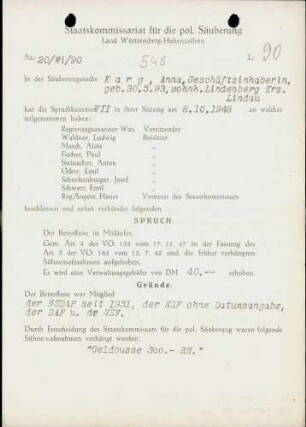 Staatskommissariat für die pol. Säuberung
Land Württemberg-Hohenzollern
Az: 20/VI/90
548
L 90
In der Säuberungssache K a r g , Anna, Geschäftsinhaberin,
geb. 30.5.93, wohnh. Lindenberg Krs.
Lindau
hat die Spruchkammer VII in ihrer Sitzung am 8.10.1948 an welcher
teilgenommen haben:
Regierungsassessor Wax Vorsitzender
Waldner, Ludwig Beisitzer
Musch, Alois "
Fischer, Paul "
Steinacher, Anton "
Oster, Emil "
Schneckenburger, Josef "
Schwarz, Emil "
Reg.Angest. Hauer Vertreter des Staatskommissars
beschlossen und sofort verkündet folgenden
SPRUCH:
Der Betroffene ist Mitläufer.
Gem. Art. 4 der VO. 133 vom 17. 11. 47 in der Fassung des
Art. 3 der VO. 165 vom 13. 7. 48 sind die früher verhängten
Sühnemaßnahmen aufgehoben.
Es wird eine Verwaltungsgebühr von DM 40.— erhoben.
Gründe:
Der Betroffene war Mitglied
der NSDAP seit 1931, der NSF ohne Datumsangabe,
der DAF u. de NSV.
Durch Entscheidung des Staatskommissars für die pol. Säuberung waren folgende
Sühnemaßnahmen verhängt worden:
"Geldbusse 300.- RM."